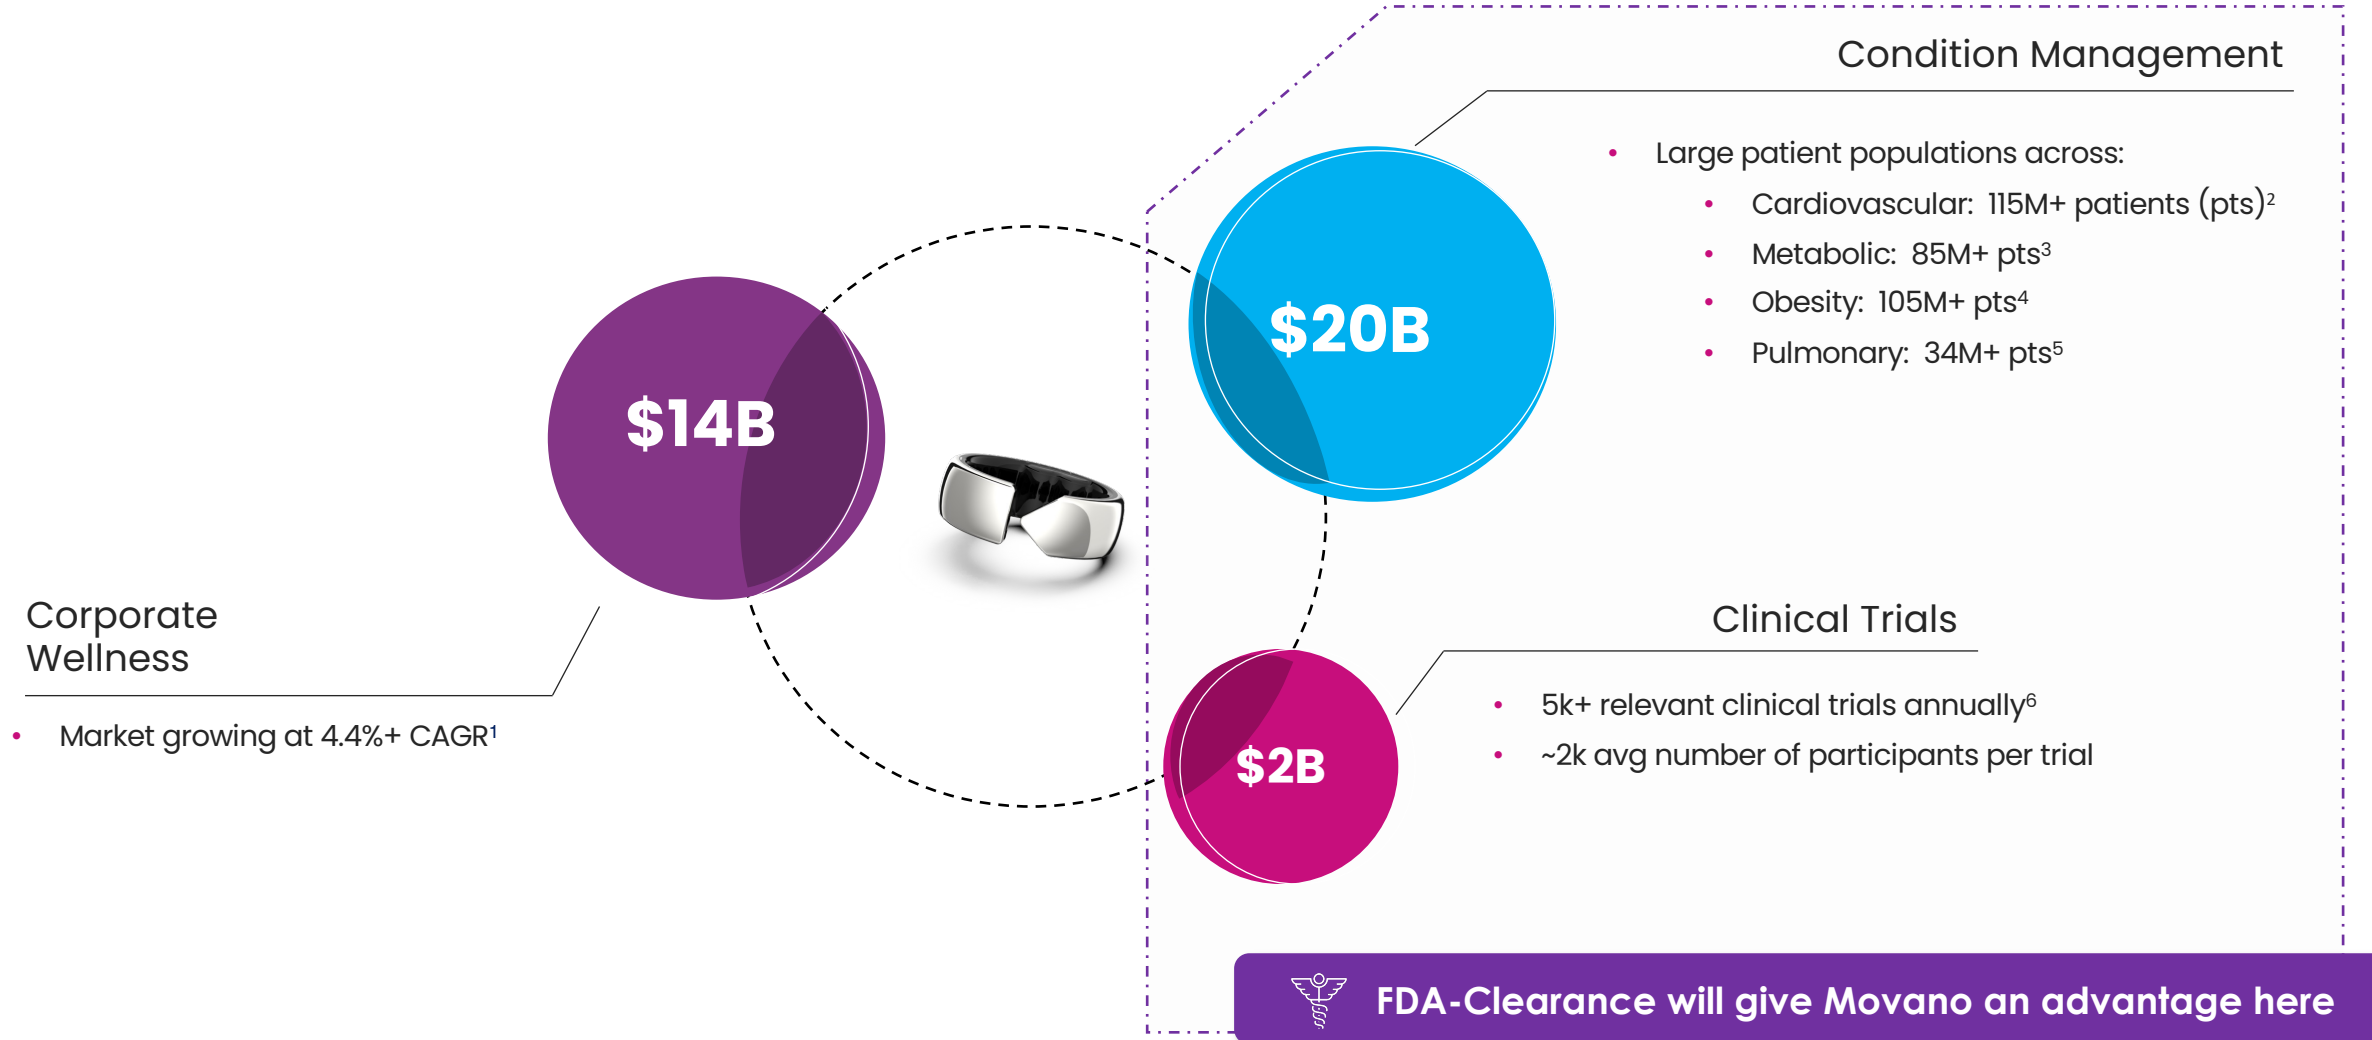 Condition Management
• Large patient populations across:
• Cardiovascular: 115M+ patients (pts)2
• Metabolic: 85M+ pts3
• Obesity: 105M+ pts4
• Pulmonary: 34M+ pts5
$20B
$14B
Corporate
Wellness
• Market growing at 4.4%+ CAGR1
Clinical Trials
• 5k+ relevant clinical trials annually6
• ~2k avg number of participants per trial
$2B
FDA-Clearance will give Movano an advantage here